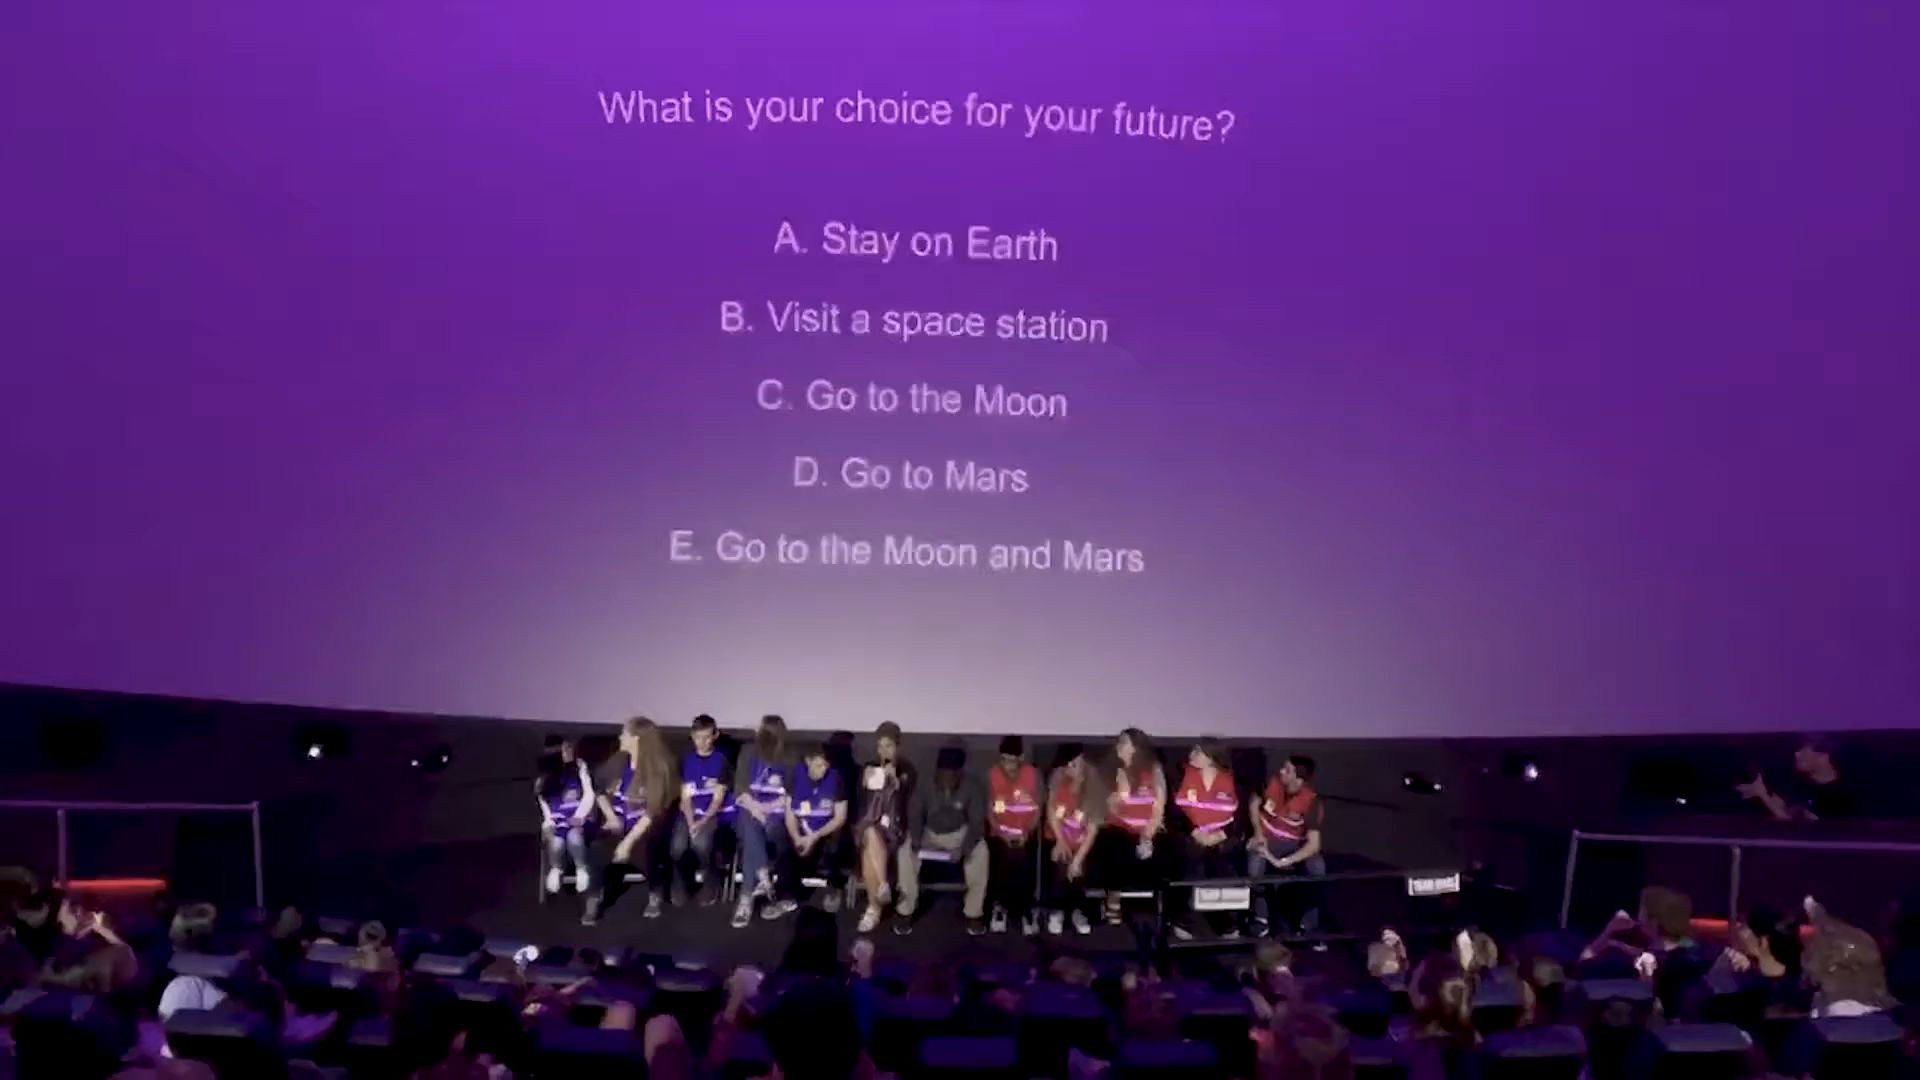 What is your choice for your future?
A. Stay on Earth
B. Visit a space station
C. Go to the Moon
D. Go to Mars
E. Go to the Moon and Mars